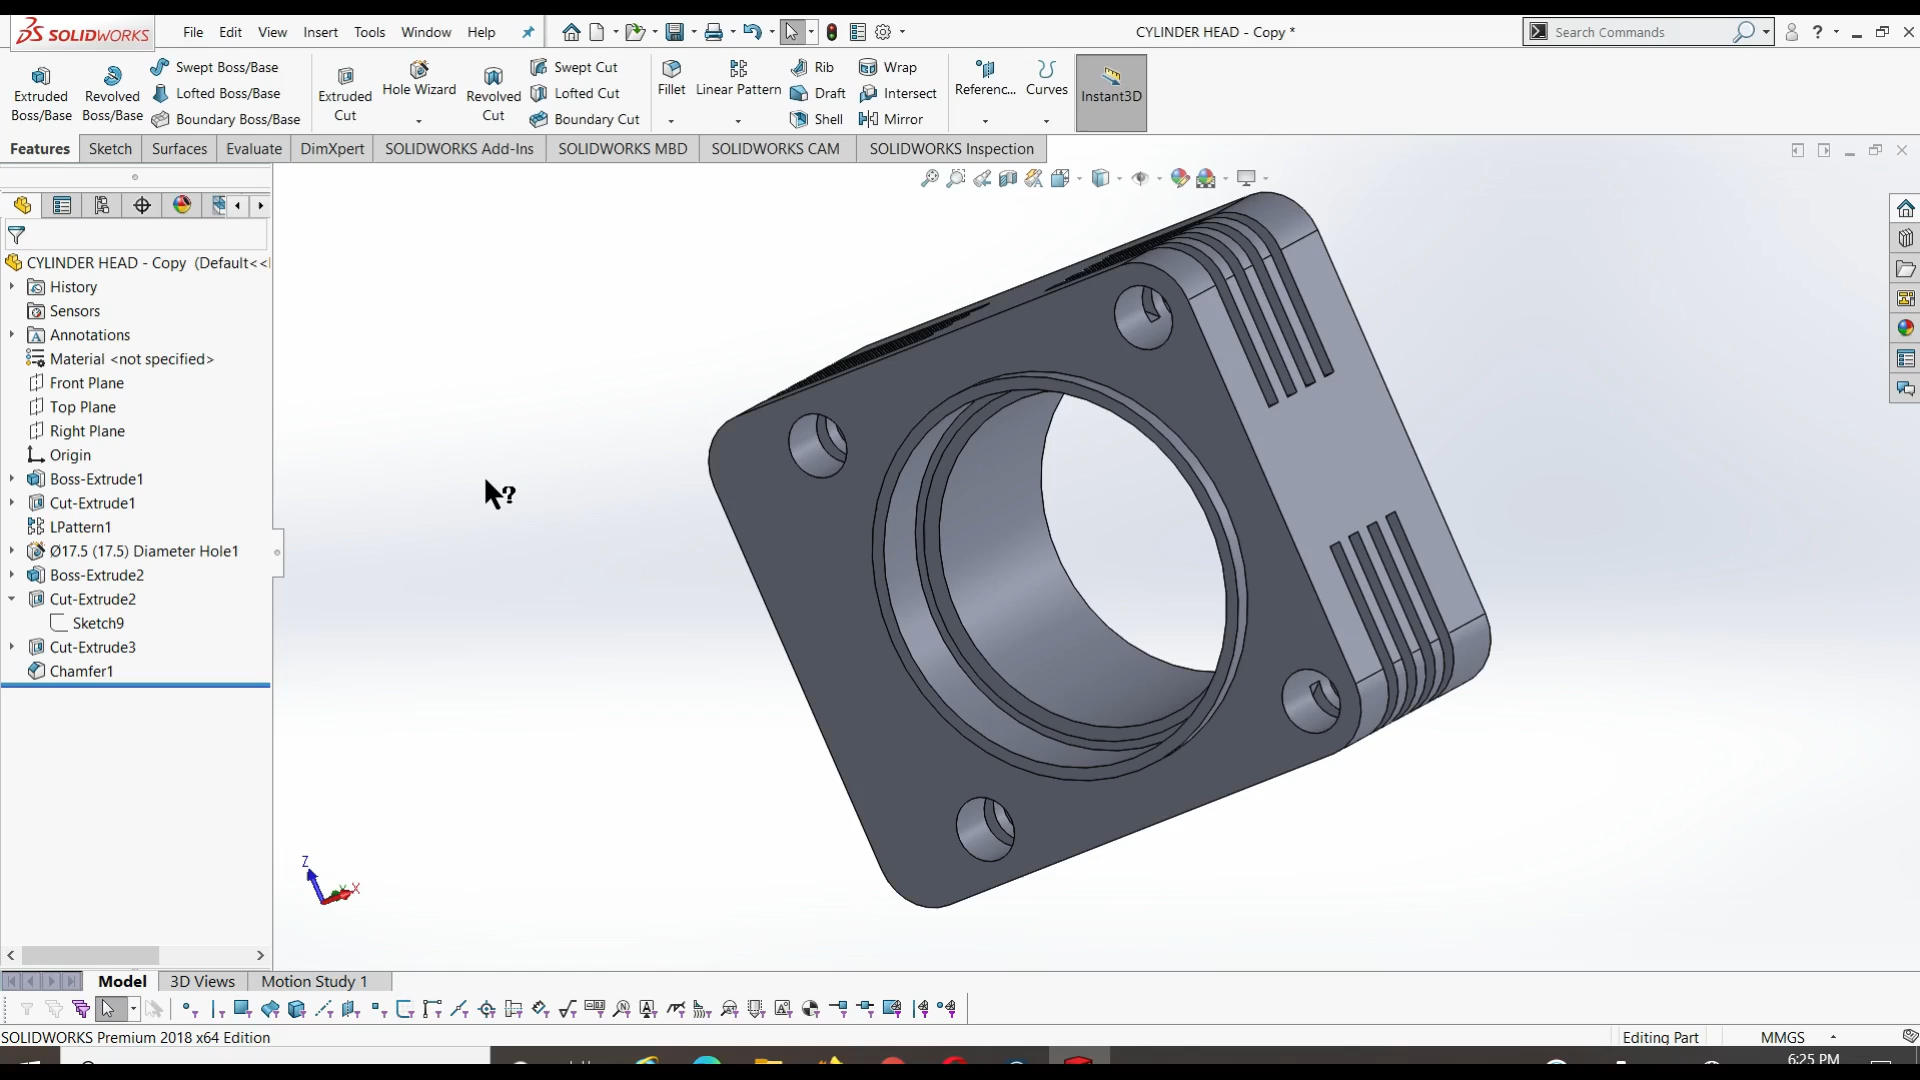 SOLIDWORKS File Edit View Insert Tools Window Help CYLINDER HEAD - Copy * Search Commands ?
Extruded Boss/Base
Revolved Boss/Base
Swept Boss/Base
Lofted Boss/Base
Boundary Boss/Base
Extruded Cut
Hole Wizard
Revolved Cut
Swept Cut
Lofted Cut
Boundary Cut
Fillet
Linear Pattern
Rib
Draft
Shell
Wrap
Intersect
Mirror
Referenc...
Curves
Instant3D
Features Sketch Surfaces Evaluate DimXpert SOLIDWORKS Add-Ins SOLIDWORKS MBD SOLIDWORKS CAM SOLIDWORKS Inspection
CYLINDER HEAD - Copy (Default<<
History
Sensors
Annotations
Material <not specified>
Front Plane
Top Plane
Right Plane
Origin
Boss-Extrude1
Cut-Extrude1
LPattern1
Ø17.5 (17.5) Diameter Hole1
Boss-Extrude2
Cut-Extrude2
Sketch9
Cut-Extrude3
Chamfer1
?
Z
Y
X
Model 3D Views Motion Study 1
SOLIDWORKS Premium 2018 x64 Edition Editing Part MMGS
6:25 PM